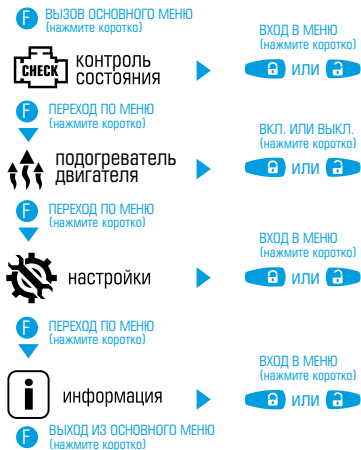 F ВЫЗОВ ОСНОВНОГО МЕНЮ
(нажмите коротко)
ВХОД В МЕНЮ
(нажмите коротко)
CHECK контроль
состояния
или
F ПЕРЕХОД ПО МЕНЮ
(нажмите коротко)
ВКЛ. ИЛИ ВЫКЛ.
(нажмите коротко)
подогреватель
двигателя
или
F ПЕРЕХОД ПО МЕНЮ
(нажмите коротко)
ВХОД В МЕНЮ
(нажмите коротко)
настройки
или
F ПЕРЕХОД ПО МЕНЮ
(нажмите коротко)
ВХОД В МЕНЮ
(нажмите коротко)
i информация
или
F ВЫХОД ИЗ ОСНОВНОГО МЕНЮ
(нажмите коротко)